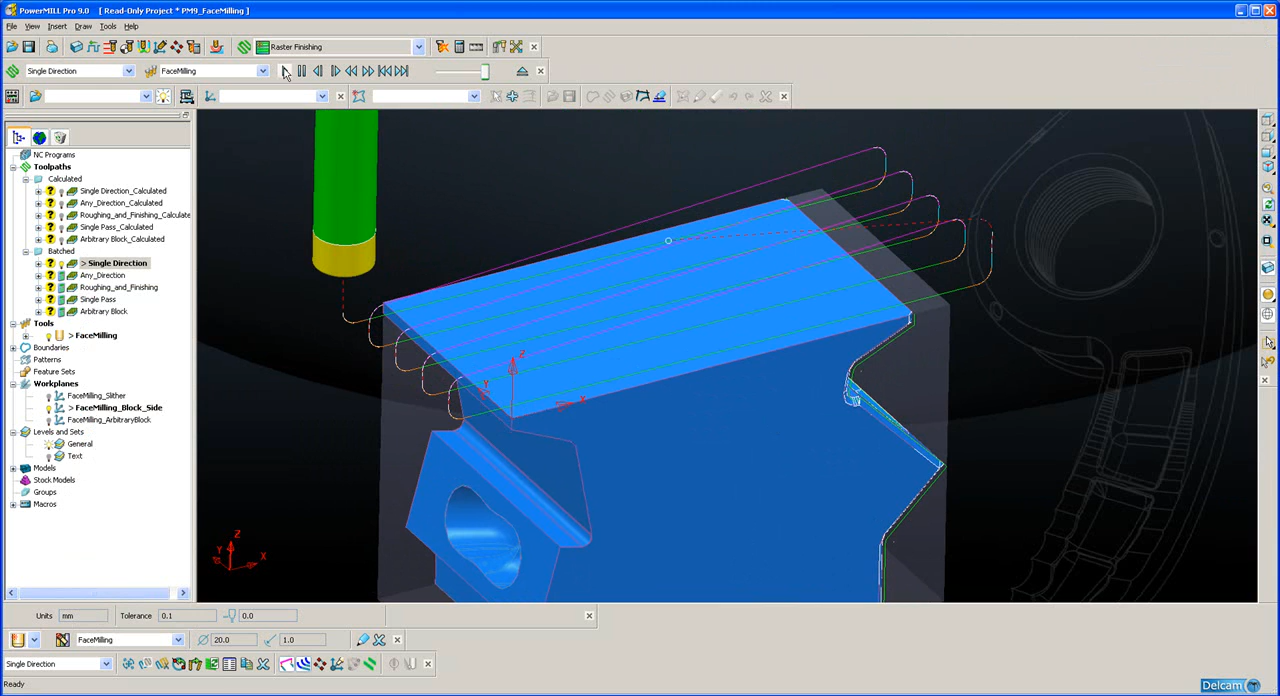 PowerMILL Pro 9.0 - [ Read-Only Project * PM9_FaceMilling ]
File View Insert Draw Tools Help
Raster Finishing
Single Direction FaceMilling
NC Programs
Toolpaths
Calculated
Single Direction_Calculated
Any_Direction_Calculated
Roughing_and_Finishing_Calculate
Single Pass_Calculated
Arbitrary Block_Calculated
Batched
> Single Direction
Any_Direction
Roughing_and_Finishing
Single Pass
Arbitrary Block
Tools
> FaceMilling
Boundaries
Patterns
Feature Sets
Workplanes
FaceMilling_Slither
> FaceMilling_Block_Side
FaceMilling_ArbitraryBlock
Levels and Sets
General
Text
Models
Stock Models
Groups
Macros
Z
Y
X
Z
Y
X
Units mm Tolerance 0.1 0.0
FaceMilling 20.0 1.0
Single Direction
Ready
Delcam